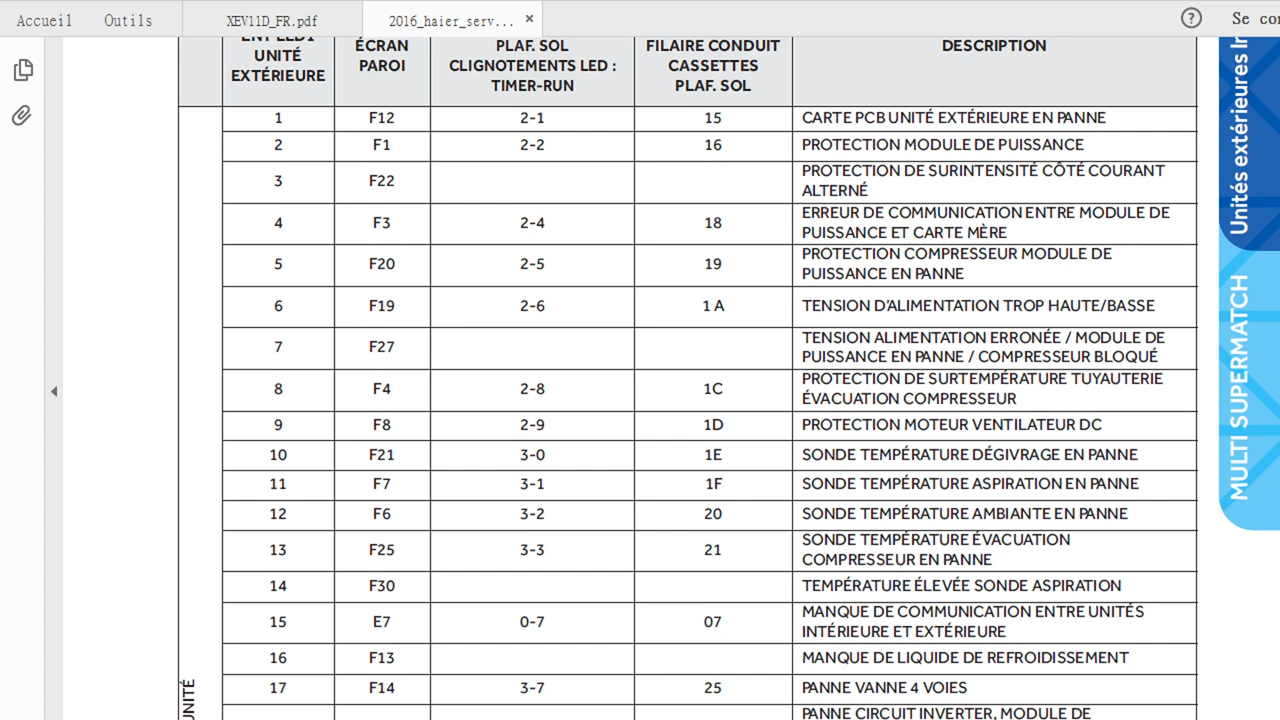 Accueil Outils XEV11D_FR.pdf 2016_haier_serv... × ? Se co
UNITÉ
EXTÉRIEURE
ÉCRAN
PAROI
PLAF. SOL
CLIGNOTEMENTS LED :
TIMER-RUN
FILAIRE CONDUIT
CASSETTES
PLAF. SOL
DESCRIPTION
1 F12 2-1 15 CARTE PCB UNITÉ EXTÉRIEURE EN PANNE
2 F1 2-2 16 PROTECTION MODULE DE PUISSANCE
3 F22 PROTECTION DE SURINTENSITÉ CÔTÉ COURANT
ALTERNÉ
4 F3 2-4 18 ERREUR DE COMMUNICATION ENTRE MODULE DE
PUISSANCE ET CARTE MÈRE
5 F20 2-5 19 PROTECTION COMPRESSEUR MODULE DE
PUISSANCE EN PANNE
6 F19 2-6 1 A TENSION D'ALIMENTATION TROP HAUTE/BASSE
7 F27 TENSION ALIMENTATION ERRONÉE / MODULE DE
PUISSANCE EN PANNE / COMPRESSEUR BLOQUÉ
8 F4 2-8 1C PROTECTION DE SURTEMPÉRATURE TUYAUTERIE
ÉVACUATION COMPRESSEUR
9 F8 2-9 1D PROTECTION MOTEUR VENTILATEUR DC
10 F21 3-0 1E SONDE TEMPÉRATURE DÉGIVRAGE EN PANNE
11 F7 3-1 1F SONDE TEMPÉRATURE ASPIRATION EN PANNE
12 F6 3-2 20 SONDE TEMPÉRATURE AMBIANTE EN PANNE
13 F25 3-3 21 SONDE TEMPÉRATURE ÉVACUATION
COMPRESSEUR EN PANNE
14 F30 TEMPÉRATURE ÉLEVÉE SONDE ASPIRATION
15 E7 0-7 07 MANQUE DE COMMUNICATION ENTRE UNITÉS
INTÉRIEURE ET EXTÉRIEURE
16 F13 MANQUE DE LIQUIDE DE REFROIDISSEMENT
17 F14 3-7 25 PANNE VANNE 4 VOIES
PANNE CIRCUIT INVERTER, MODULE DE
UNITÉ
Unités extérieures
MULTI SUPERMATCH